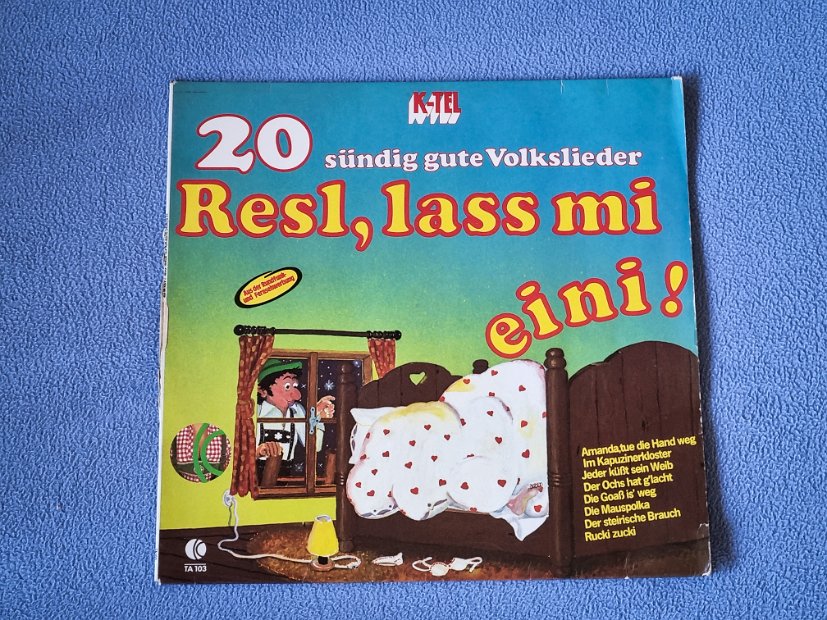 K-TEL
20
sündig gute Volkslieder
Resl, lass mi
eini!
Aus der Rundfunk-
und Fernsehwerbung
Amanda,tue die Hand weg
Im Kapuzinerkloster
Jeder küßt sein Weib
Der Ochs hat g'lacht
Die Goaß is' weg
Die Mauspolka
Der steirische Brauch
Rucki zucki
TA 103